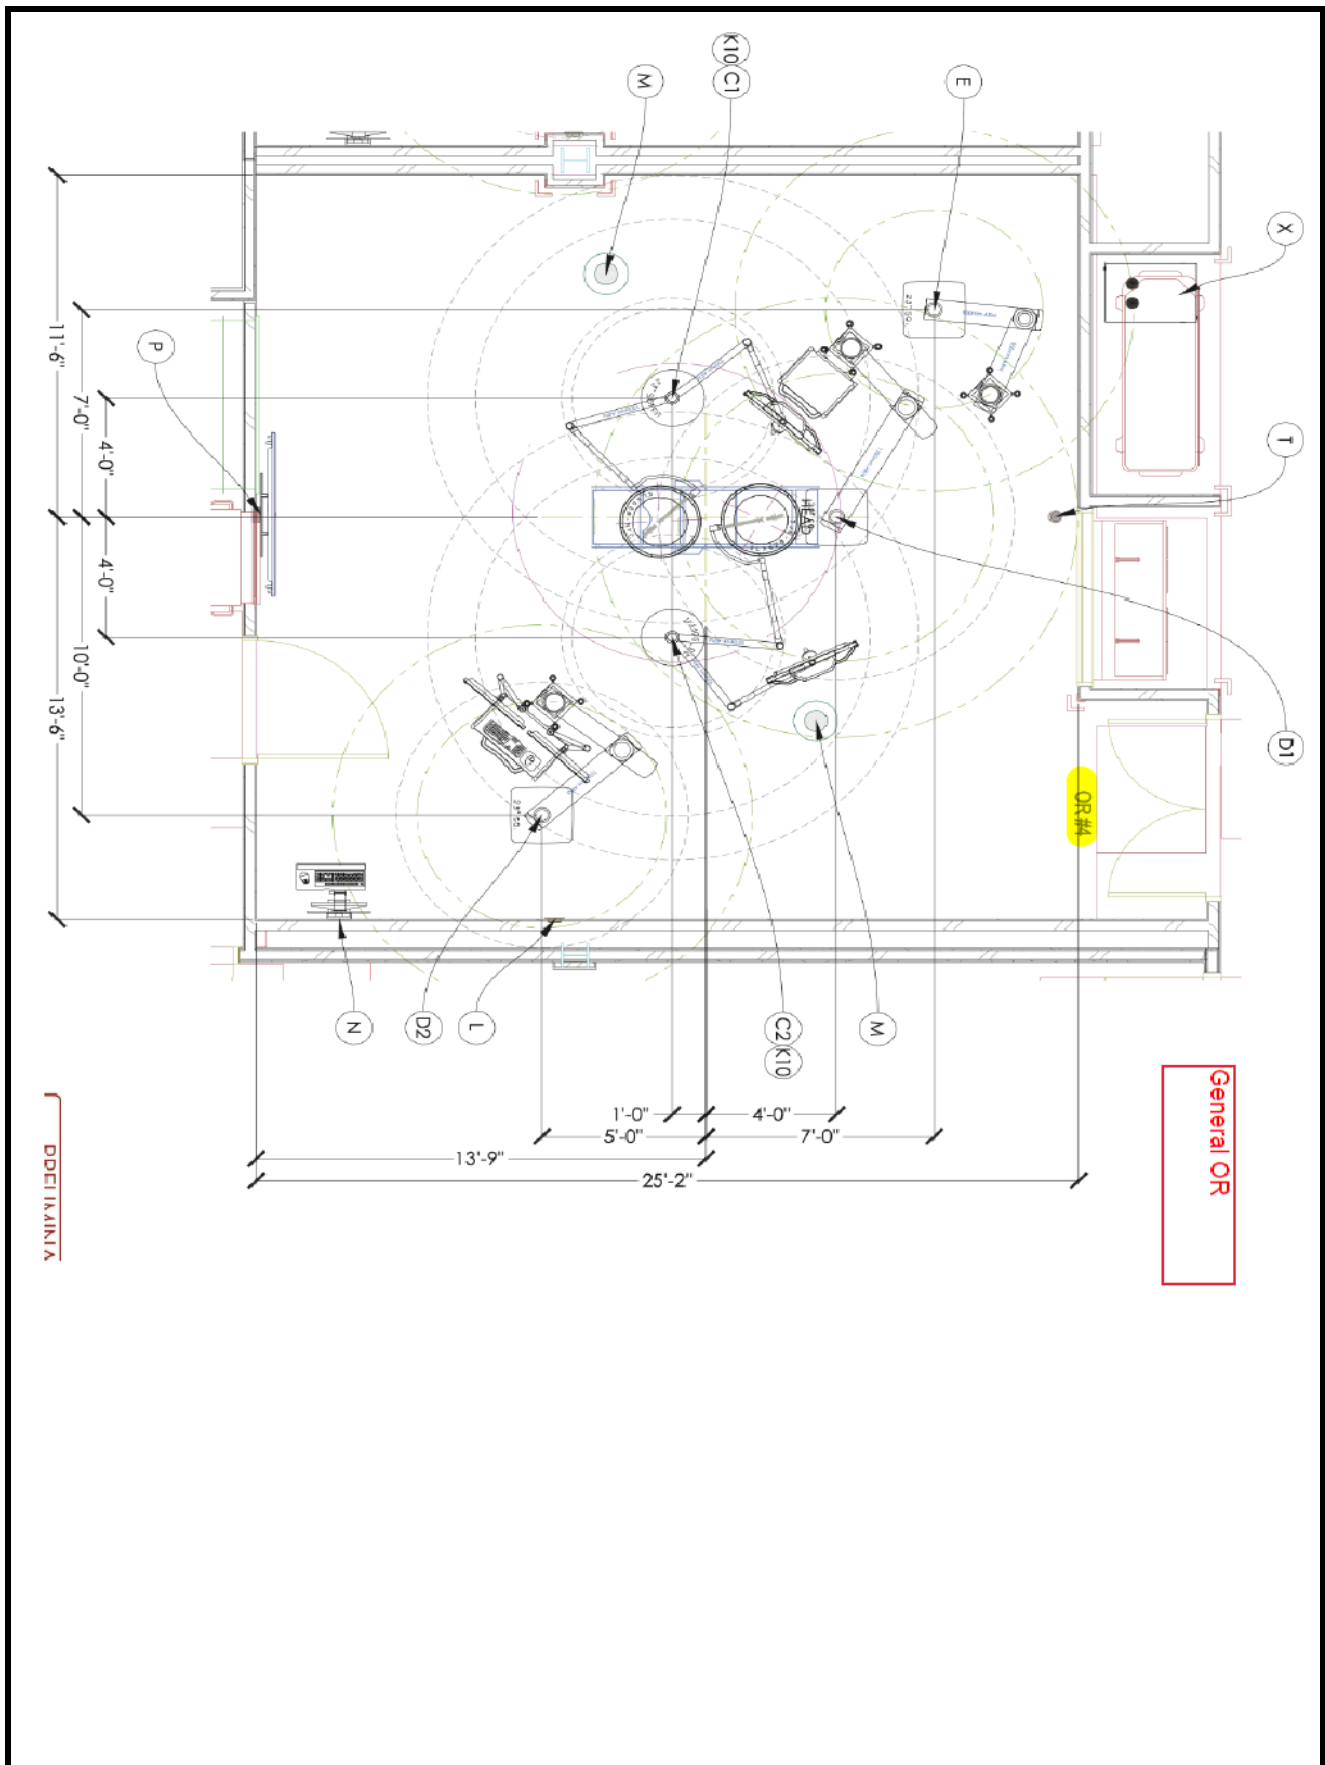 K10 C1
M
E
X
P
T
D1
HEAD
OR #4
11'-6"
7'-0"
4'-0"
4'-0"
10'-0"
13'-6"
N
D2
L
C2 K10
M
1'-0"
4'-0"
5'-0"
7'-0"
13'-9"
25'-2"
General OR